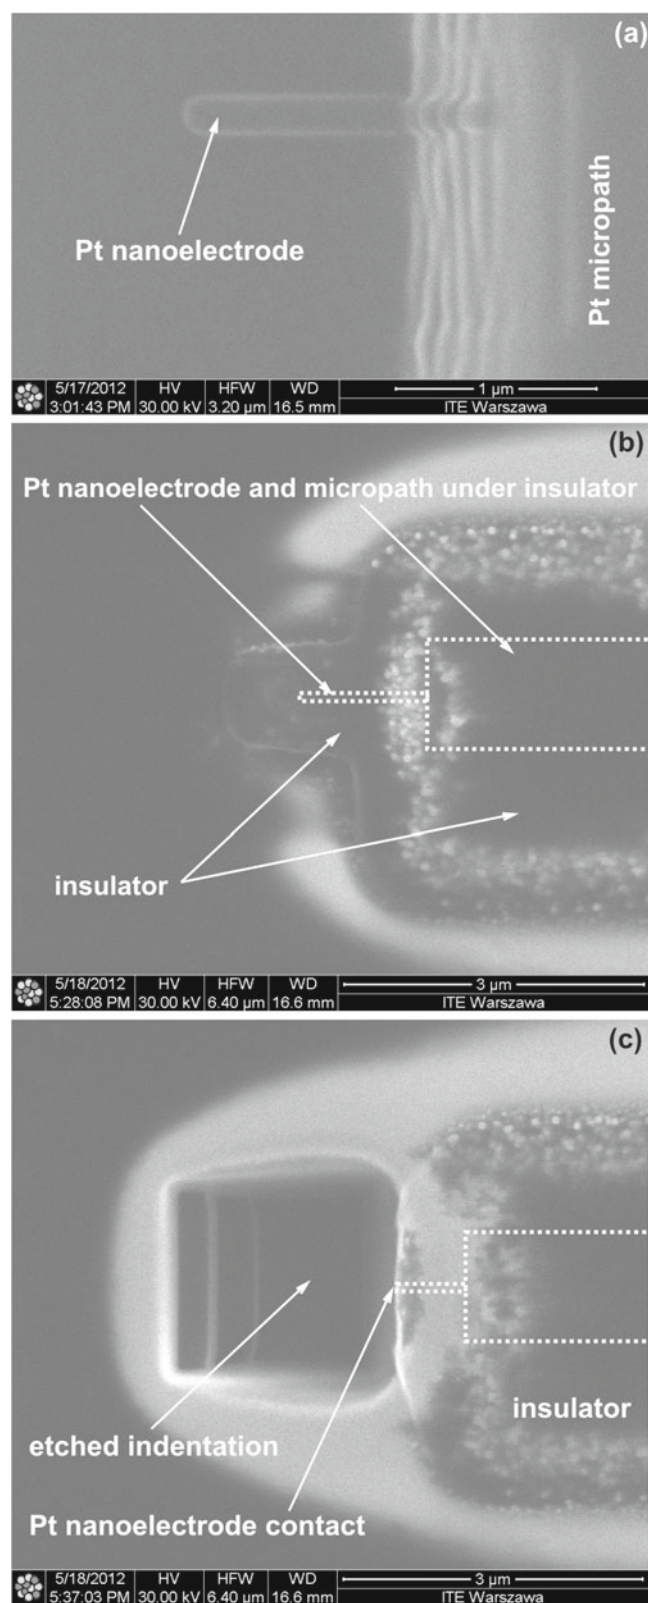 (a)
Pt nanoelectrode
Pt micropath
5/17/2012 HV HFW WD 1 µm
3:01:43 PM 30.00 kV 3.20 µm 16.5 mm ITE Warszawa
(b)
Pt nanoelectrode and micropath under insulator
insulator
5/18/2012 HV HFW WD 3 µm
5:28:08 PM 30.00 kV 6.40 µm 16.6 mm ITE Warszawa
(c)
insulator
etched indentation
Pt nanoelectrode contact
5/18/2012 HV HFW WD 3 µm
5:37:03 PM 30.00 kV 6.40 µm 16.6 mm ITE Warszawa